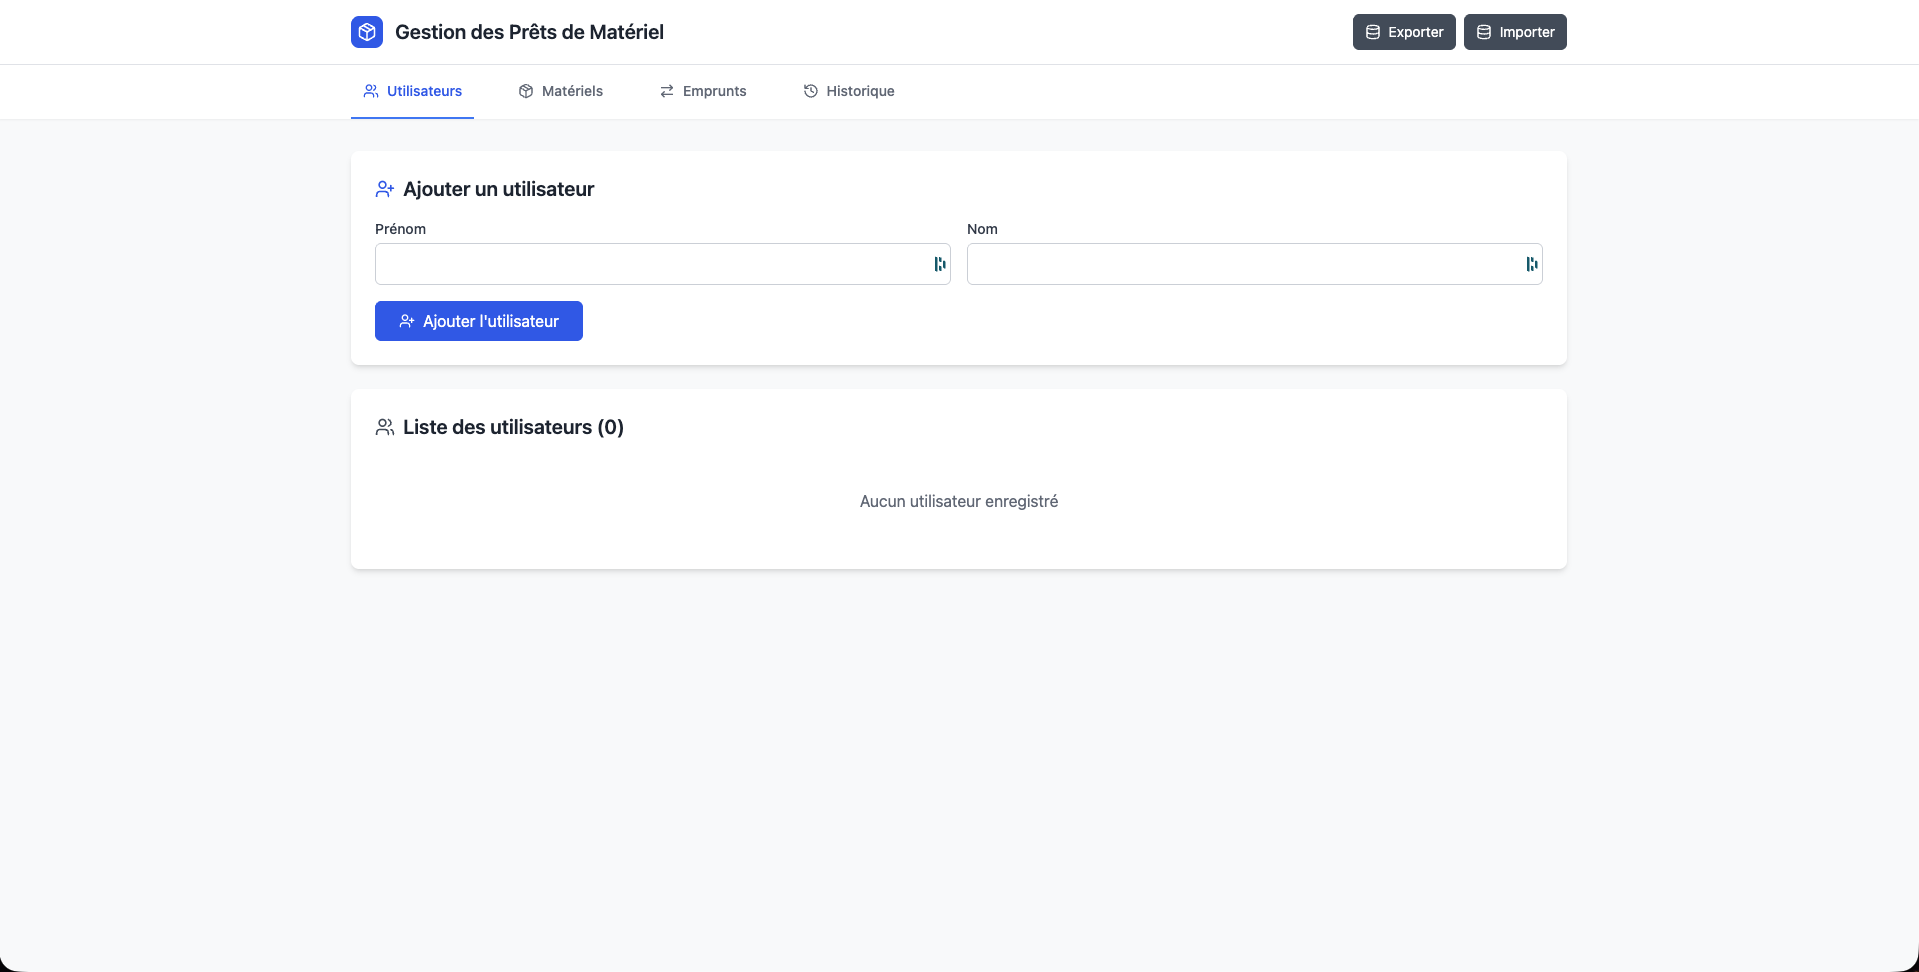 Gestion des Prêts de Matériel
Exporter
Importer
Utilisateurs
Matériels
Emprunts
Historique
Ajouter un utilisateur
Prénom
Nom
Ajouter l'utilisateur
Liste des utilisateurs (0)
Aucun utilisateur enregistré